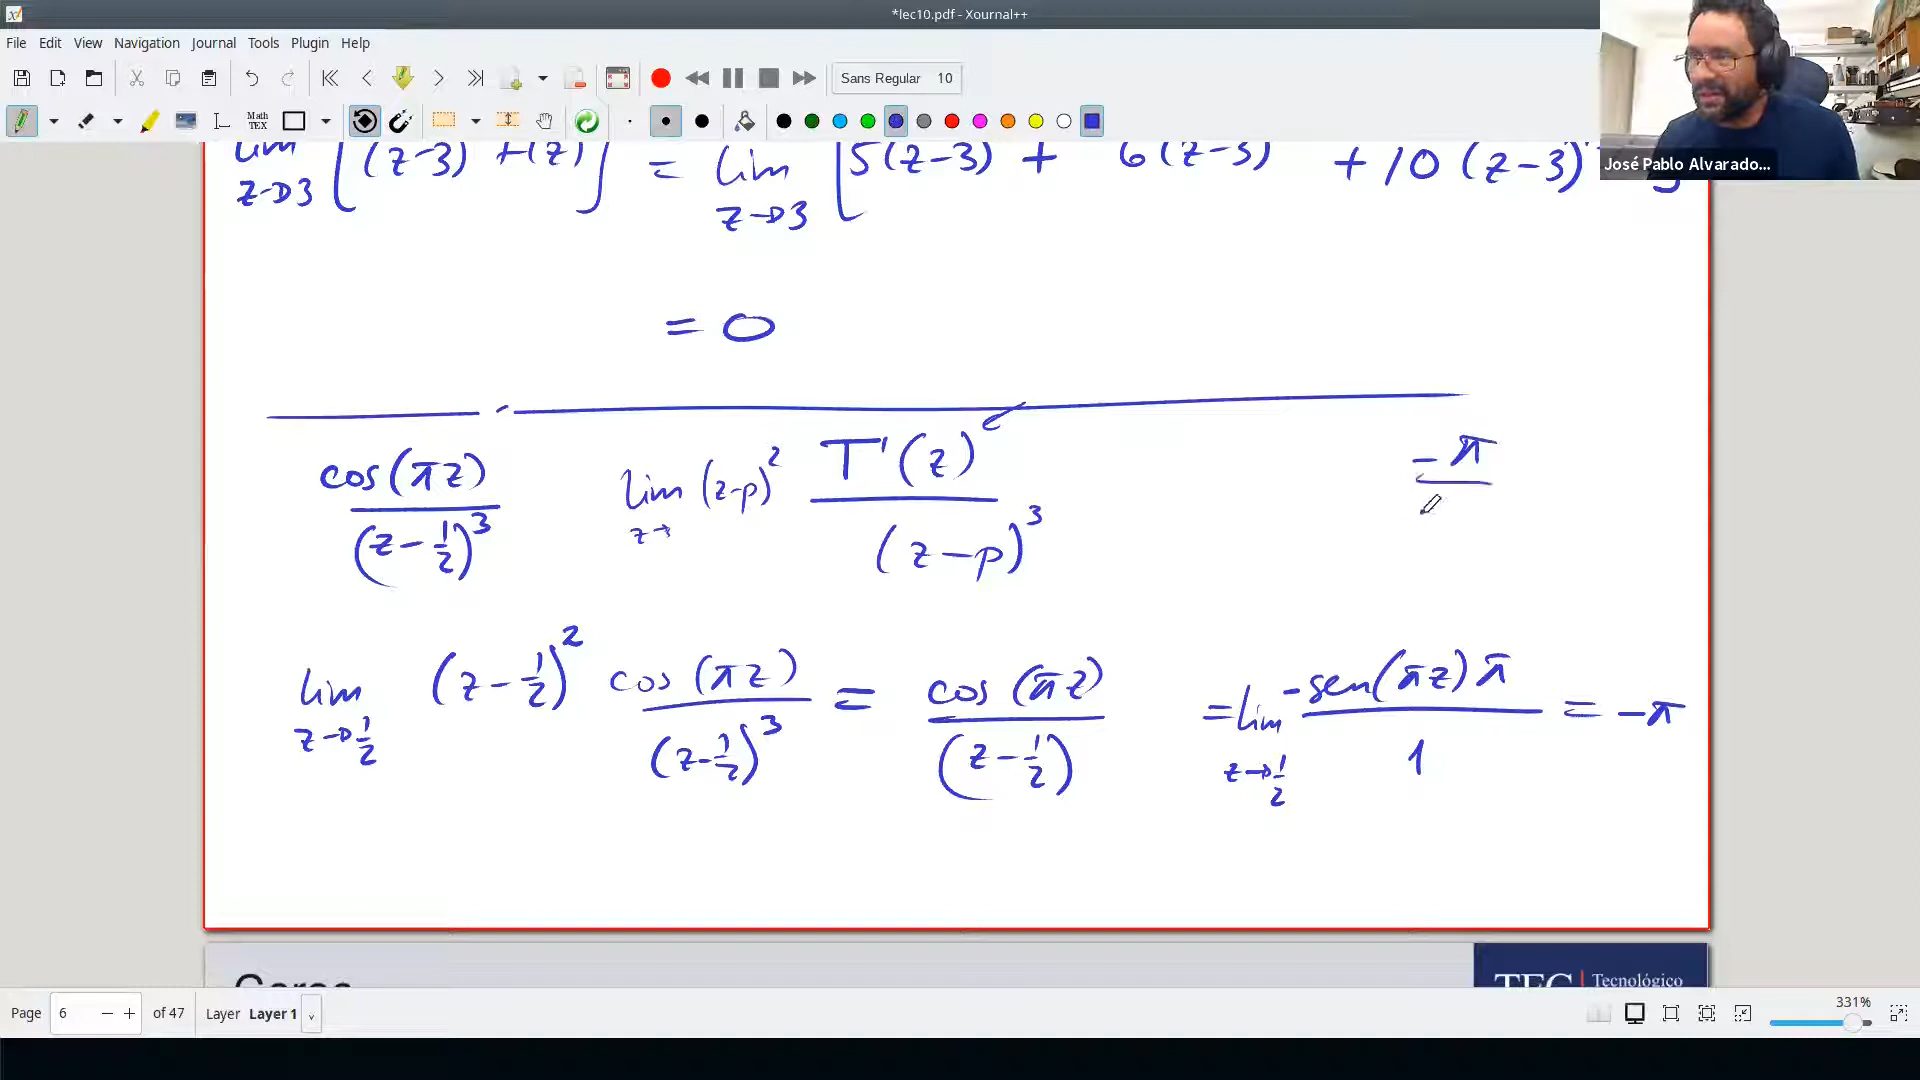 *lec10.pdf - Xournal++
File Edit View Navigation Journal Tools Plugin Help
Sans Regular 10
Math TEX
José Pablo Alvarado...
lim z→3 [(z-3) +(z)] = lim z→3 [5(z-3) + 6(z-3) + 10(z-3)
= 0
cos(πz) / (z - 1/2)^3
lim z→ (z-p)^2 T'(z) / (z-p)^3
-π
lim z→1/2 (z - 1/2)^2 cos(πz) / (z - 1/2)^3 = cos(πz) / (z - 1/2) = lim z→1/2 -sen(πz)π / 1 = -π
TEC | Tecnológico
Page 6 of 47 Layer Layer 1
331%